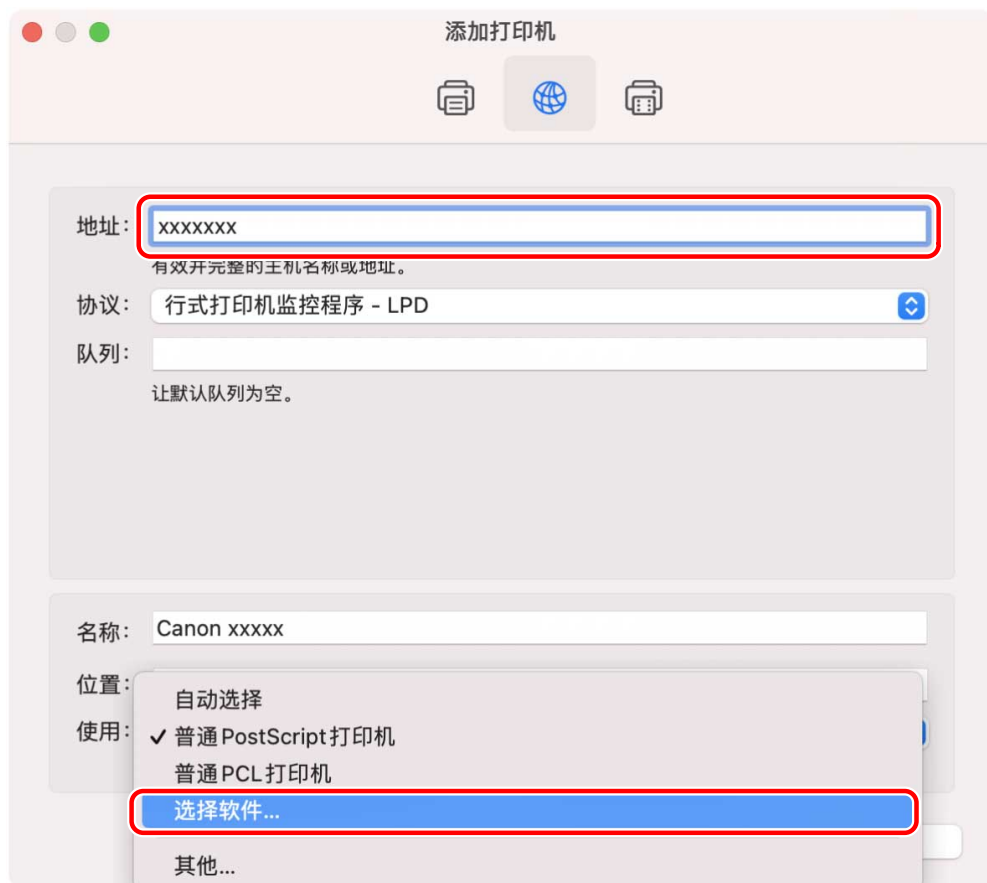 添加打印机
地址：
xxxxxxx
有效并完整的主机名称或地址。
协议：
行式打印机监控程序 - LPD
队列：
让默认队列为空。
名称：
Canon xxxxx
位置：
自动选择
使用：
✓ 普通PostScript打印机
普通PCL打印机
选择软件...
其他...